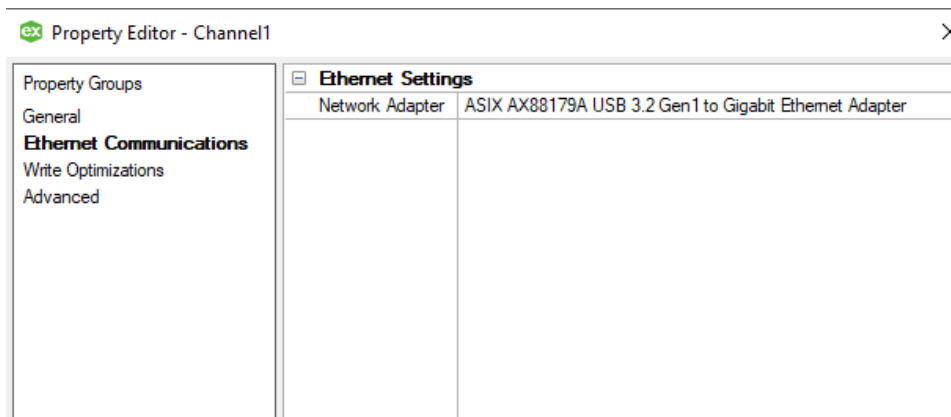 ex Property Editor - Channel1
Property Groups
General
Ethernet Communications
Write Optimizations
Advanced
Ethernet Settings
Network Adapter ASIX AX88179A USB 3.2 Gen1 to Gigabit Ethernet Adapter